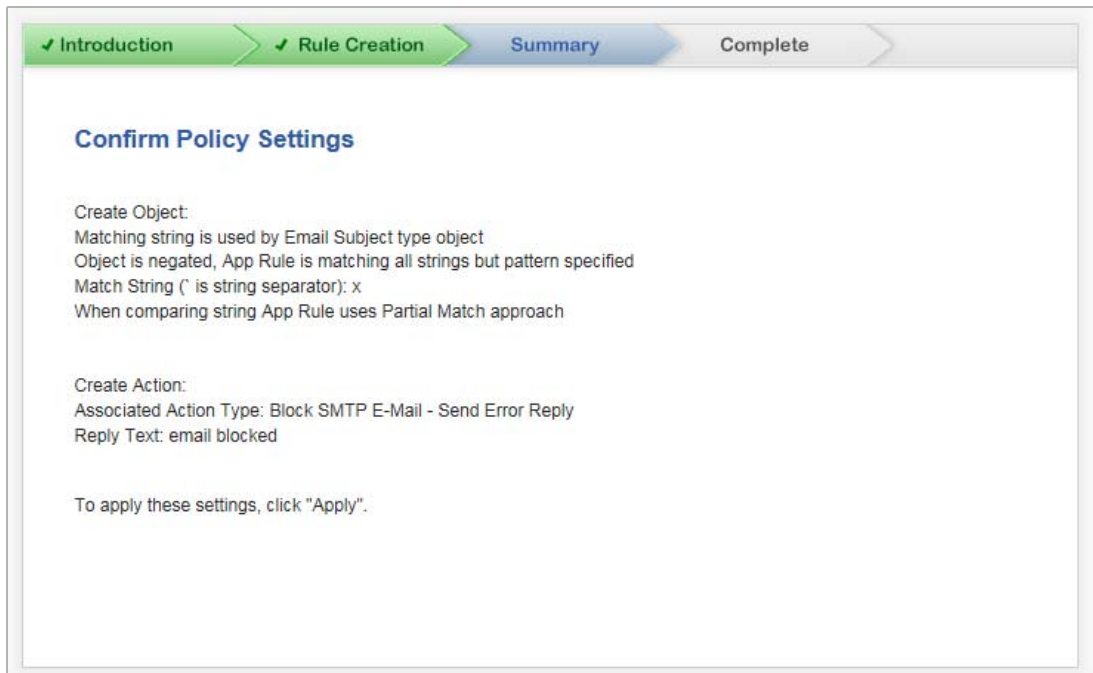 ✔ Introduction ✔ Rule Creation Summary Complete
Confirm Policy Settings
Create Object:
Matching string is used by Email Subject type object
Object is negated, App Rule is matching all strings but pattern specified
Match String (` is string separator): x
When comparing string App Rule uses Partial Match approach
Create Action:
Associated Action Type: Block SMTP E-Mail - Send Error Reply
Reply Text: email blocked
To apply these settings, click "Apply".